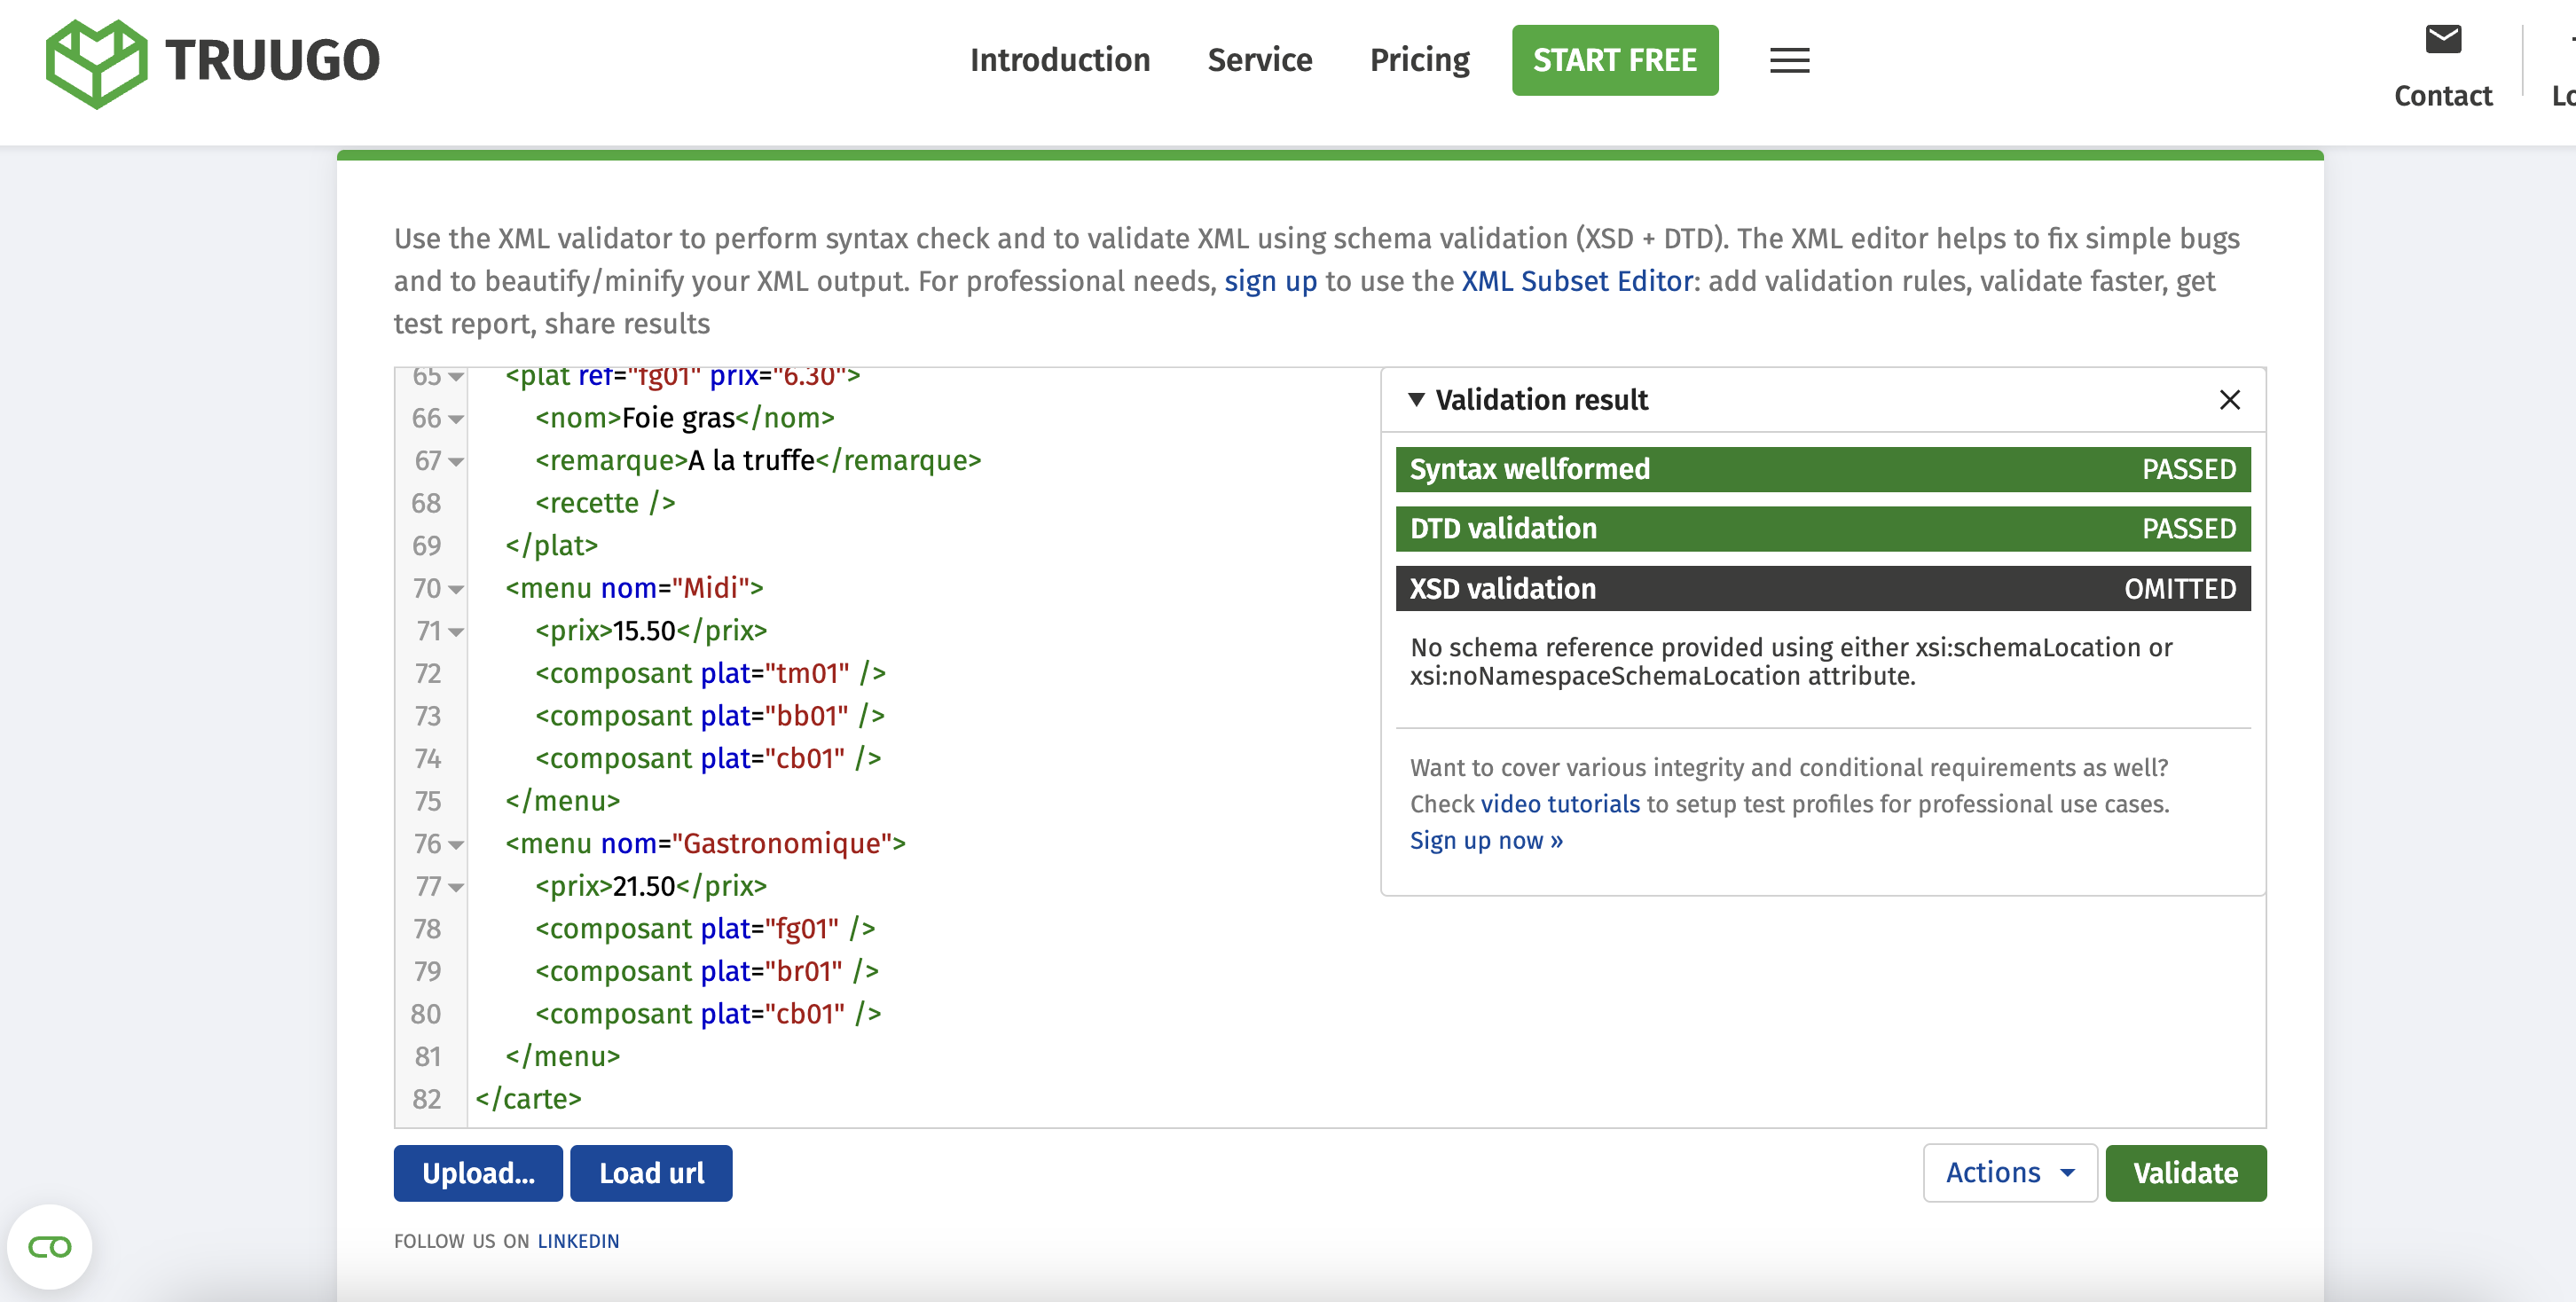 TRUUGO
Introduction Service Pricing START FREE
Contact
Use the XML validator to perform syntax check and to validate XML using schema validation (XSD + DTD). The XML editor helps to fix simple bugs
and to beautify/minify your XML output. For professional needs, sign up to use the XML Subset Editor: add validation rules, validate faster, get
test report, share results
65 <plat ref="fg01" prix="6.30">
66 <nom>Foie gras</nom>
67 <remarque>A la truffe</remarque>
68 <recette />
69 </plat>
70 <menu nom="Midi">
71 <prix>15.50</prix>
72 <composant plat="tm01" />
73 <composant plat="bb01" />
74 <composant plat="cb01" />
75 </menu>
76 <menu nom="Gastronomique">
77 <prix>21.50</prix>
78 <composant plat="fg01" />
79 <composant plat="br01" />
80 <composant plat="cb01" />
81 </menu>
82 </carte>
Validation result
Syntax wellformed PASSED
DTD validation PASSED
XSD validation OMITTED
No schema reference provided using either xsi:schemaLocation or
xsi:noNamespaceSchemaLocation attribute.
Want to cover various integrity and conditional requirements as well?
Check video tutorials to setup test profiles for professional use cases.
Sign up now »
Upload... Load url
Actions Validate
FOLLOW US ON LINKEDIN